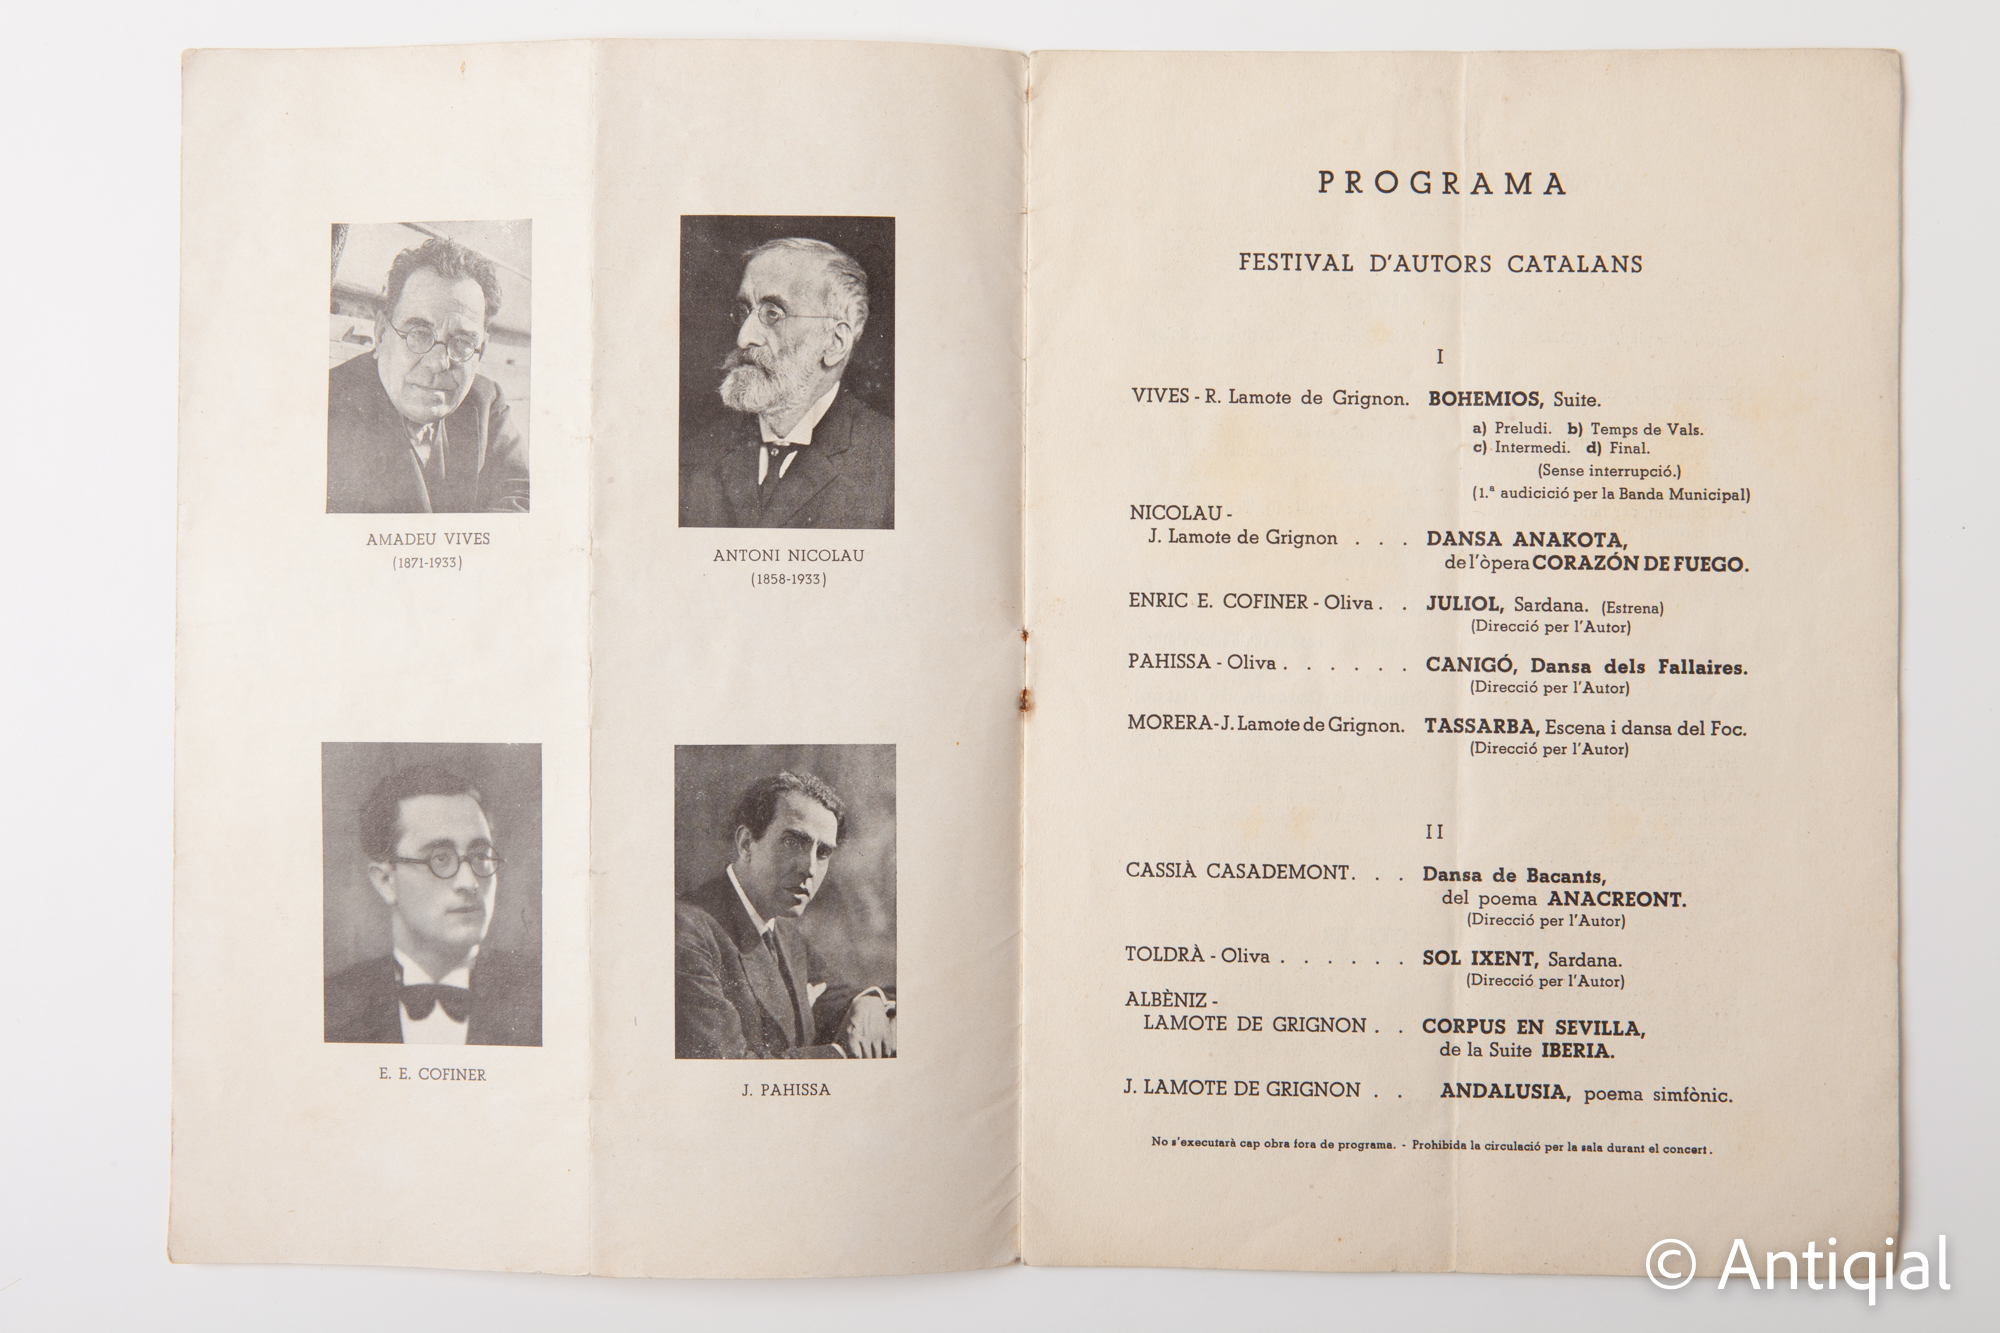 AMADEU VIVES
(1871-1933)
ANTONI NICOLAU
(1858-1933)
E. E. COFINER
J. PAHISSA
PROGRAMA
FESTIVAL D'AUTORS CATALANS
I
VIVES - R. Lamote de Grignon. BOHEMIOS, Suite.
a) Preludi. b) Temps de Vals.
c) Intermedi. d) Final.
(Sense interrupció.)
(1.ª audicició per la Banda Municipal)
NICOLAU -
J. Lamote de Grignon . . . DANSA ANAKOTA,
de l'òpera CORAZÓN DE FUEGO.
ENRIC E. COFINER - Oliva . . JULIOL, Sardana. (Estrena)
(Direcció per l'Autor)
PAHISSA - Oliva . . . . . . CANIGÓ, Dansa dels Fallaires.
(Direcció per l'Autor)
MORERA - J. Lamote de Grignon. TASSARBA, Escena i dansa del Foc.
(Direcció per l'Autor)
II
CASSIÀ CASADEMONT. . . Dansa de Bacants,
del poema ANACREONT.
(Direcció per l'Autor)
TOLDRÀ - Oliva . . . . . . SOL IXENT, Sardana.
(Direcció per l'Autor)
ALBÈNIZ -
LAMOTE DE GRIGNON . . CORPUS EN SEVILLA,
de la Suite IBERIA.
J. LAMOTE DE GRIGNON . . ANDALUSIA, poema simfònic.
No s'executarà cap obra fora de programa. - Prohibida la circulació per la sala durant el concert.
© Antiqial